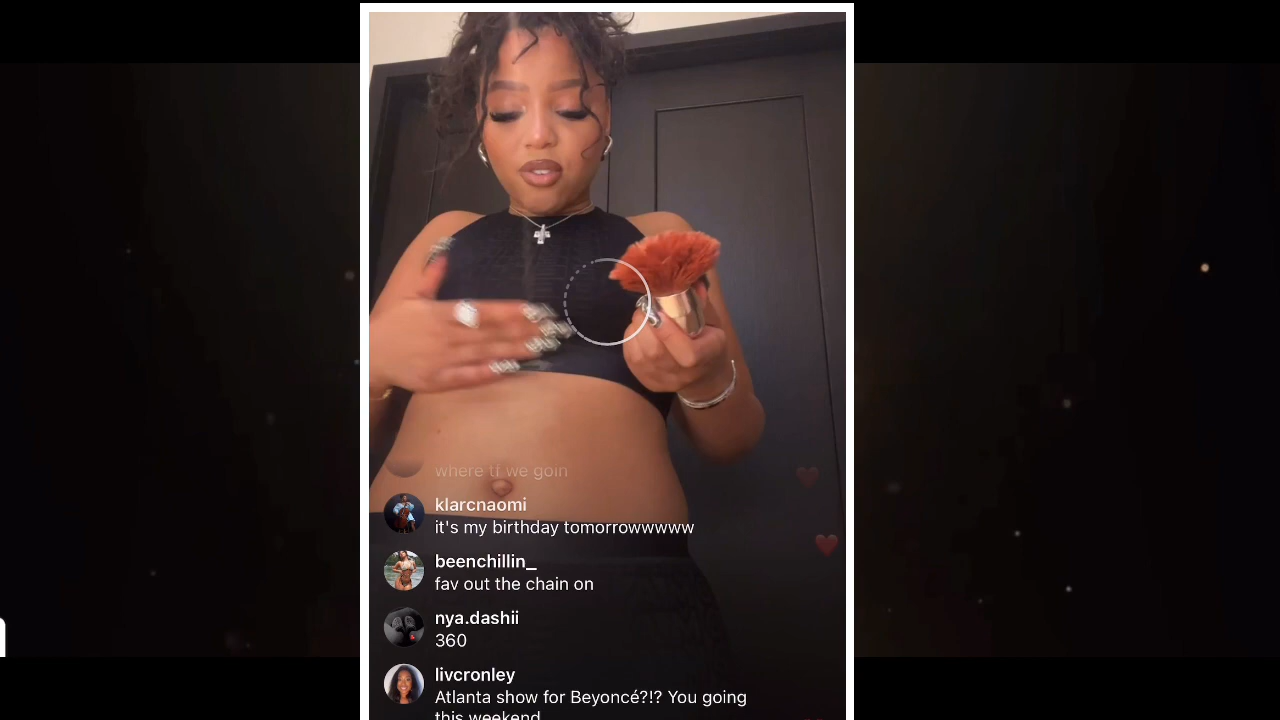 where tf we goin
klarcnaomi
it's my birthday tomorrowwwww
beenchillin_
fav out the chain on
nya.dashii
360
livcronley
Atlanta show for Beyoncé?!? You going
this weekend